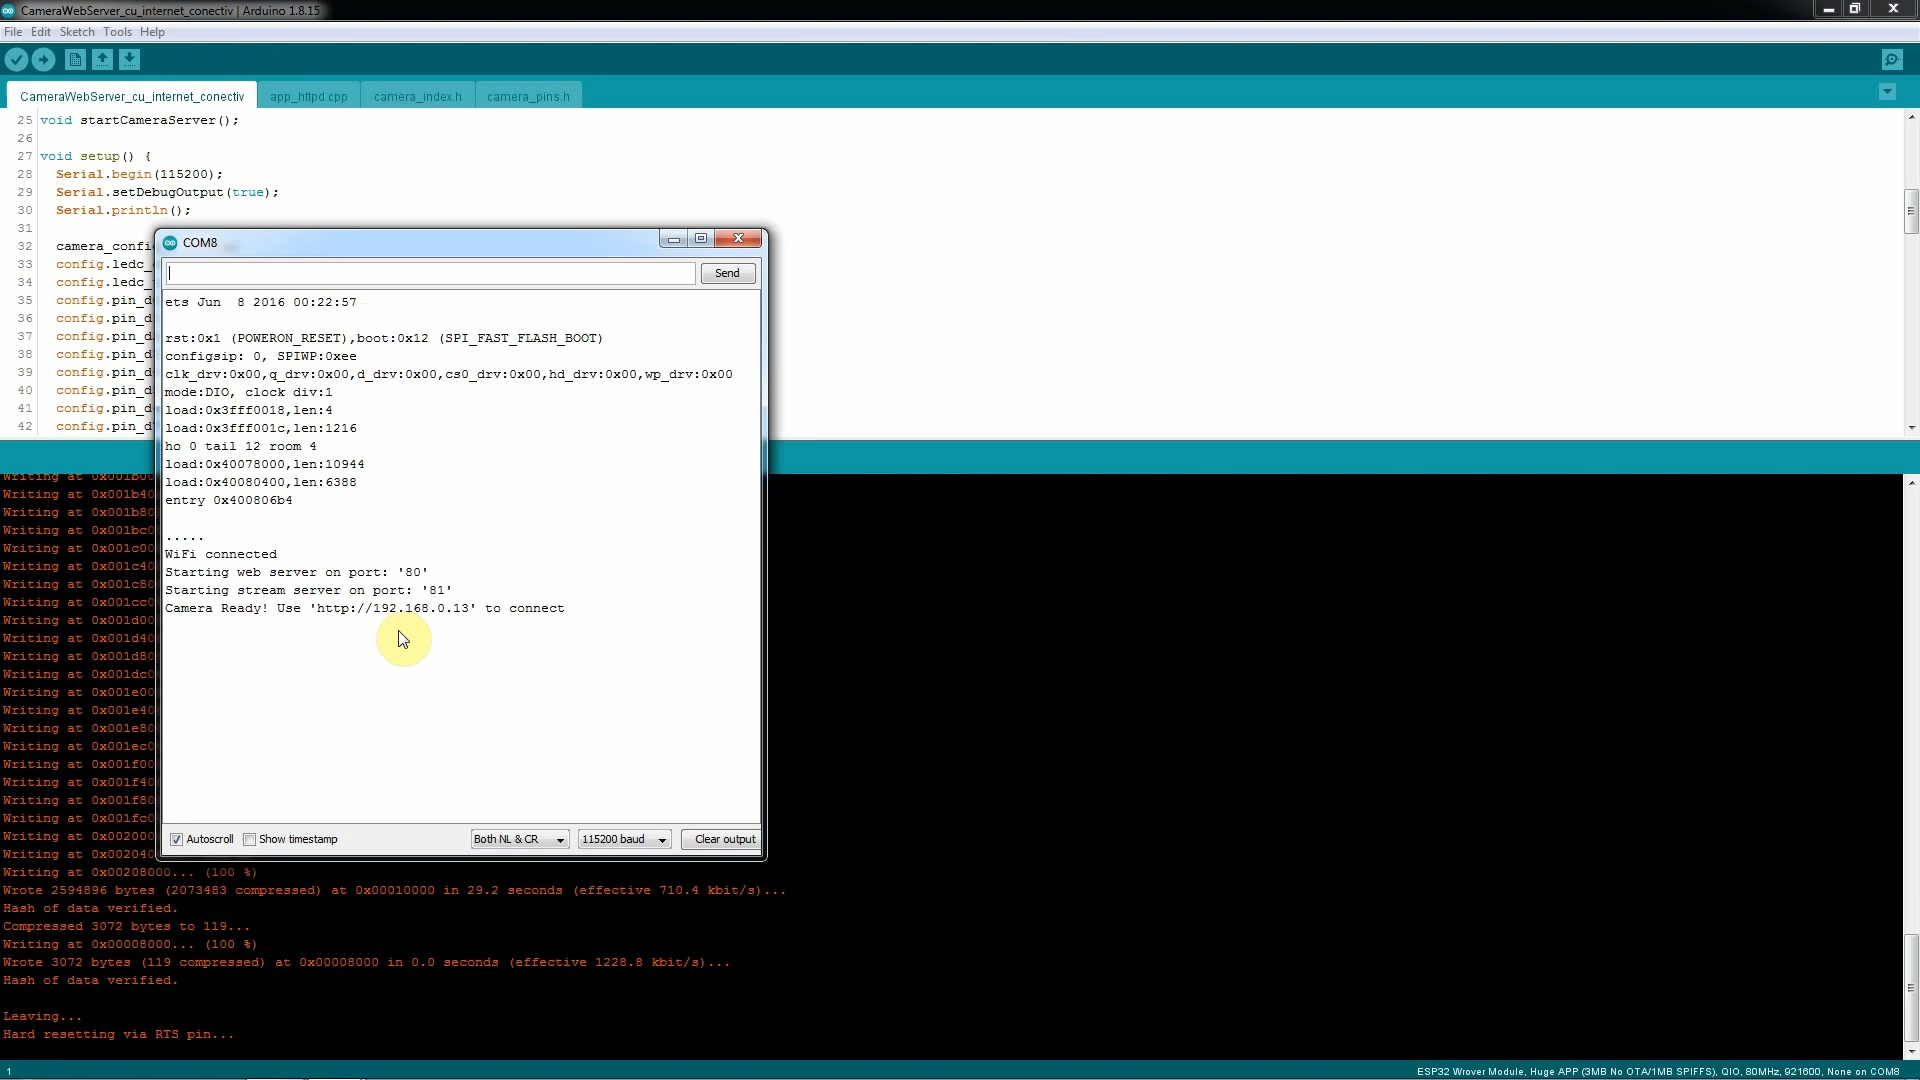 CameraWebServer_cu_internet_conectiv | Arduino 1.8.15
File Edit Sketch Tools Help
CameraWebServer_cu_internet_conectiv app_httpd.cpp camera_index.h camera_pins.h
25 void startCameraServer();
26
27 void setup() {
28 Serial.begin(115200);
29 Serial.setDebugOutput(true);
30 Serial.println();
31
32 camera_confi
33 config.ledc_
34 config.ledc_
35 config.pin_d
36 config.pin_d
37 config.pin_d
38 config.pin_d
39 config.pin_d
40 config.pin_d
41 config.pin_d
42 config.pin_d
COM8
Send
ets Jun  8 2016 00:22:57
rst:0x1 (POWERON_RESET),boot:0x12 (SPI_FAST_FLASH_BOOT)
configsip: 0, SPIWP:0xee
clk_drv:0x00,q_drv:0x00,d_drv:0x00,cs0_drv:0x00,hd_drv:0x00,wp_drv:0x00
mode:DIO, clock div:1
load:0x3fff0018,len:4
load:0x3fff001c,len:1216
ho 0 tail 12 room 4
load:0x40078000,len:10944
load:0x40080400,len:6388
entry 0x400806b4
.....
WiFi connected
Starting web server on port: '80'
Starting stream server on port: '81'
Camera Ready! Use 'http://192.168.0.13' to connect
Autoscroll Show timestamp Both NL & CR 115200 baud Clear output
Writing at 0x001b00
Writing at 0x001b40
Writing at 0x001b80
Writing at 0x001bc0
Writing at 0x001c00
Writing at 0x001c40
Writing at 0x001c80
Writing at 0x001cc0
Writing at 0x001d00
Writing at 0x001d40
Writing at 0x001d80
Writing at 0x001dc0
Writing at 0x001e00
Writing at 0x001e40
Writing at 0x001e80
Writing at 0x001ec0
Writing at 0x001f00
Writing at 0x001f40
Writing at 0x001f80
Writing at 0x001fc0
Writing at 0x002000
Writing at 0x002040
Writing at 0x00208000... (100 %)
Wrote 2594896 bytes (2073483 compressed) at 0x00010000 in 29.2 seconds (effective 710.4 kbit/s)...
Hash of data verified.
Compressed 3072 bytes to 119...
Writing at 0x00008000... (100 %)
Wrote 3072 bytes (119 compressed) at 0x00008000 in 0.0 seconds (effective 1228.8 kbit/s)...
Hash of data verified.
Leaving...
Hard resetting via RTS pin...
1 ESP32 Wrover Module, Huge APP (3MB No OTA/1MB SPIFFS), QIO, 80MHz, 921600, None on COM8